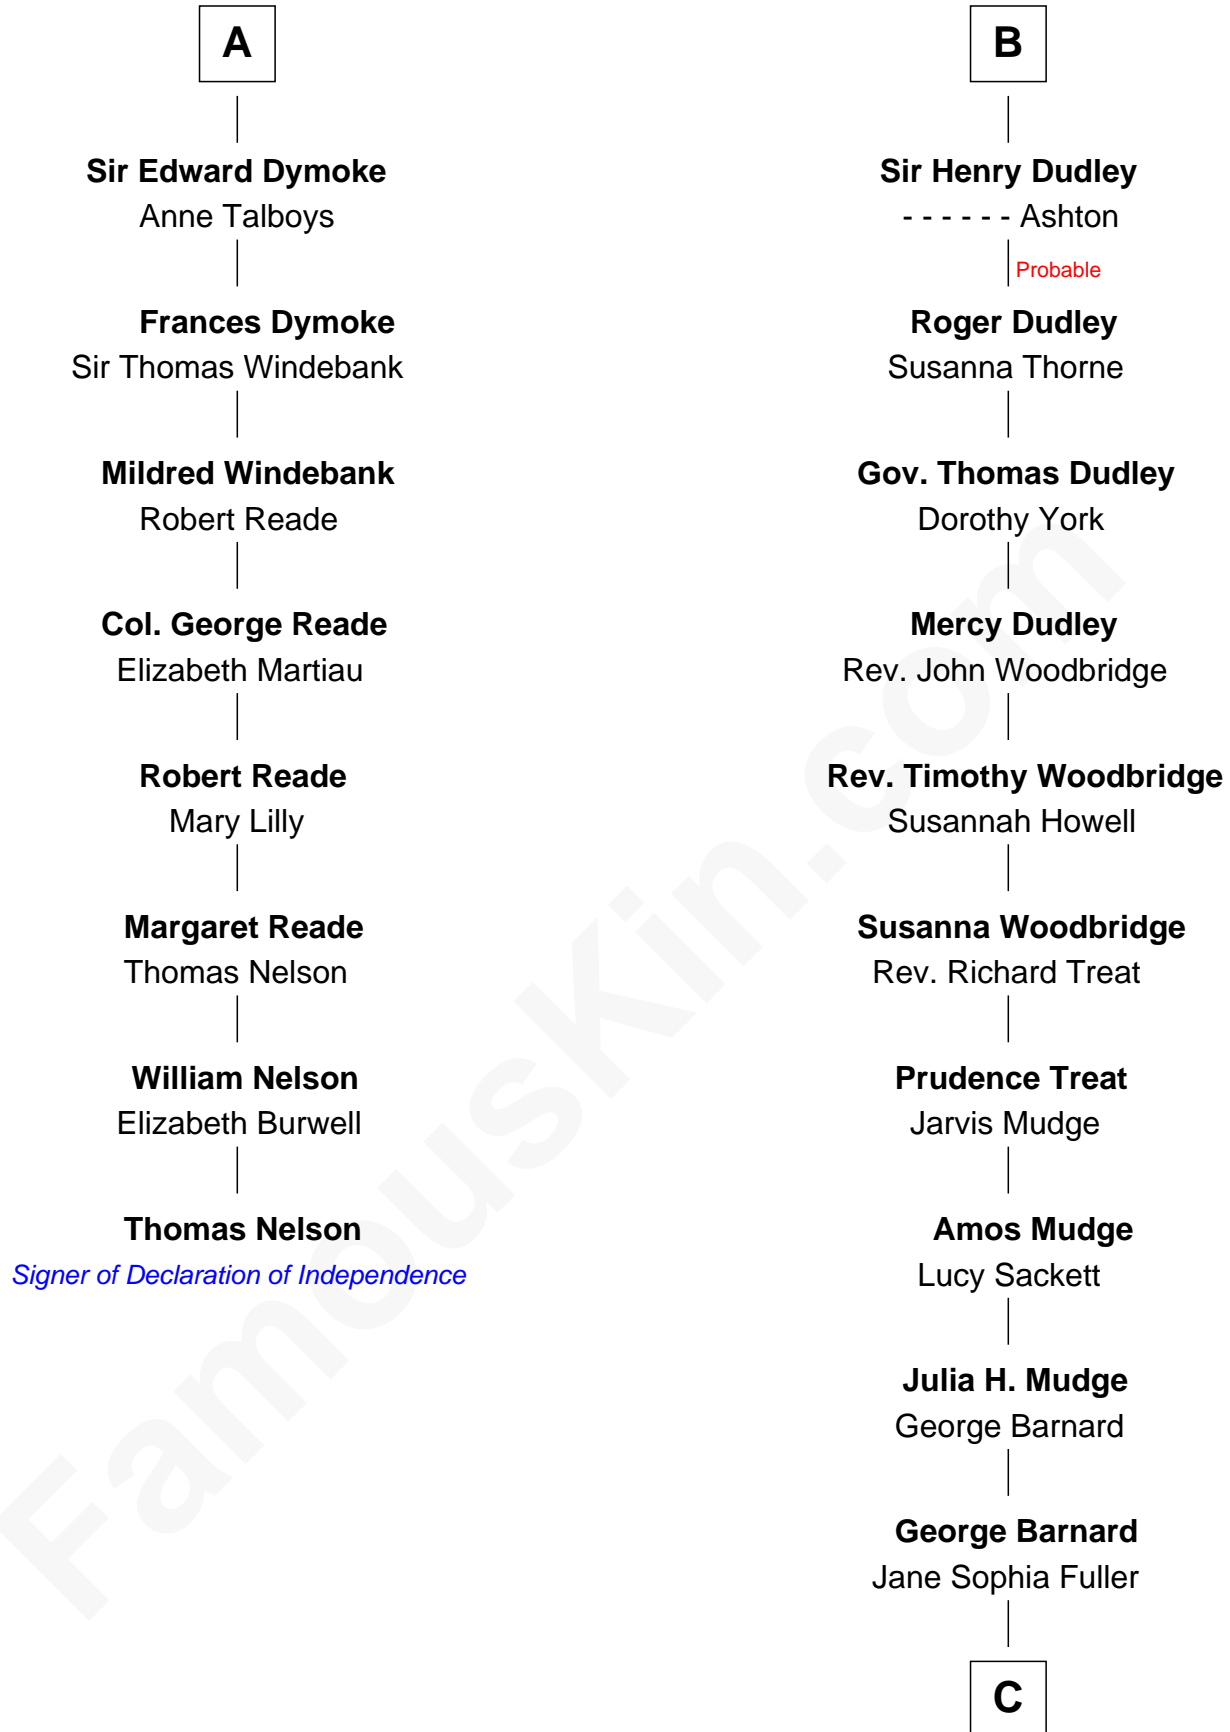 A
Sir Edward Dymoke
Anne Talboys
Frances Dymoke
Sir Thomas Windebank
Mildred Windebank
Robert Reade
Col. George Reade
Elizabeth Martiau
Robert Reade
Mary Lilly
Margaret Reade
Thomas Nelson
William Nelson
Elizabeth Burwell
Thomas Nelson
Signer of Declaration of Independence
B
Sir Henry Dudley
- - - - - - Ashton
Probable
Roger Dudley
Susanna Thorne
Gov. Thomas Dudley
Dorothy York
Mercy Dudley
Rev. John Woodbridge
Rev. Timothy Woodbridge
Susannah Howell
Susanna Woodbridge
Rev. Richard Treat
Prudence Treat
Jarvis Mudge
Amos Mudge
Lucy Sackett
Julia H. Mudge
George Barnard
George Barnard
Jane Sophia Fuller
C
FamousKin.com